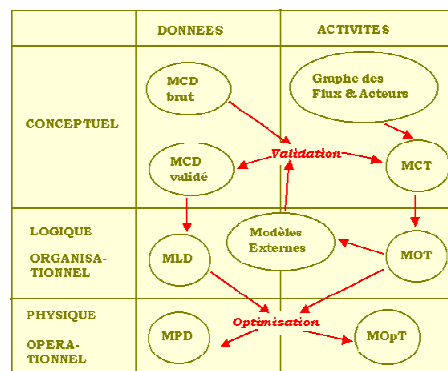 DONNEES
ACTIVITES
CONCEPTUEL
MCD
brut
Graphe des
Flux & Acteurs
Validation
MCD
validé
MCT
LOGIQUE
ORGANISA-
TIONNEL
MLD
Modèles
Externes
MOT
PHYSIQUE
OPERA-
TIONNEL
MPD
Optimisation
MOpT